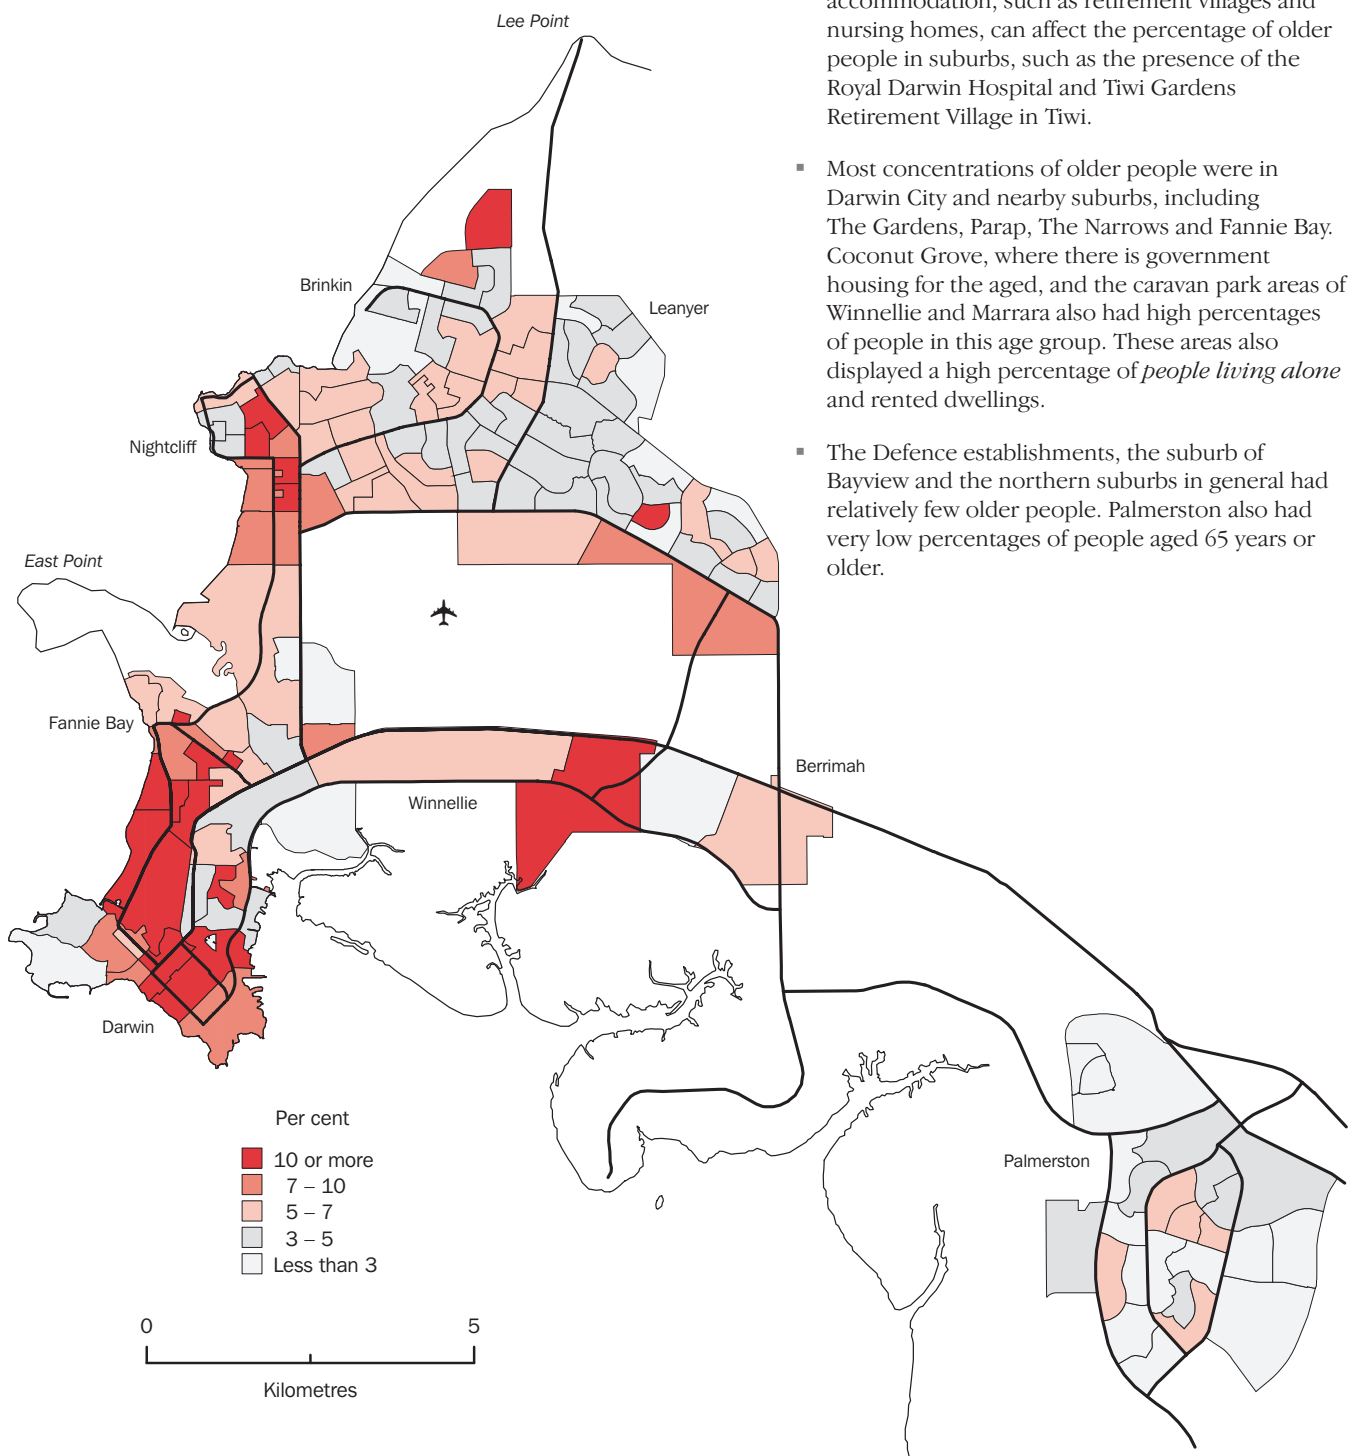 accommodation, such as retirement villages and
nursing homes, can affect the percentage of older
people in suburbs, such as the presence of the
Royal Darwin Hospital and Tiwi Gardens
Retirement Village in Tiwi.
▪ Most concentrations of older people were in
Darwin City and nearby suburbs, including
The Gardens, Parap, The Narrows and Fannie Bay.
Coconut Grove, where there is government
housing for the aged, and the caravan park areas of
Winnellie and Marrara also had high percentages
of people in this age group. These areas also
displayed a high percentage of people living alone
and rented dwellings.
▪ The Defence establishments, the suburb of
Bayview and the northern suburbs in general had
relatively few older people. Palmerston also had
very low percentages of people aged 65 years or
older.
Lee Point
Brinkin
Leanyer
Nightcliff
East Point
Fannie Bay
Berrimah
Winnellie
Darwin
Palmerston
Per cent
10 or more
7 – 10
5 – 7
3 – 5
Less than 3
0 5
Kilometres